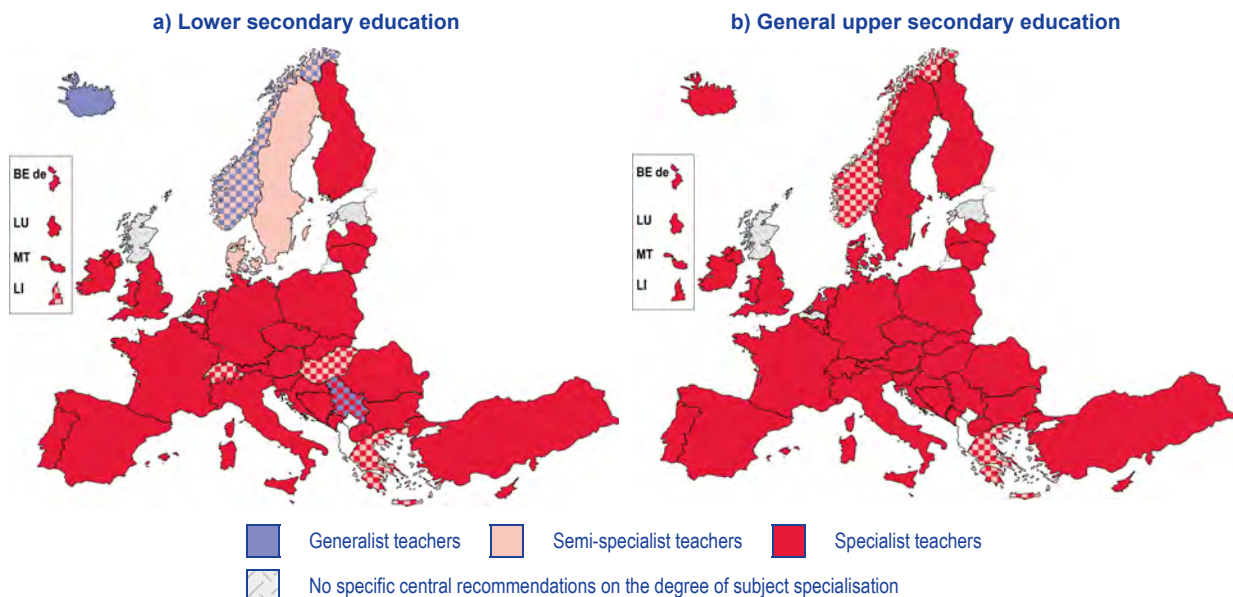 a) Lower secondary education
b) General upper secondary education
BE de
LU
MT
LI
BE de
LU
MT
LI
Generalist teachers
Semi-specialist teachers
Specialist teachers
No specific central recommendations on the degree of subject specialisation